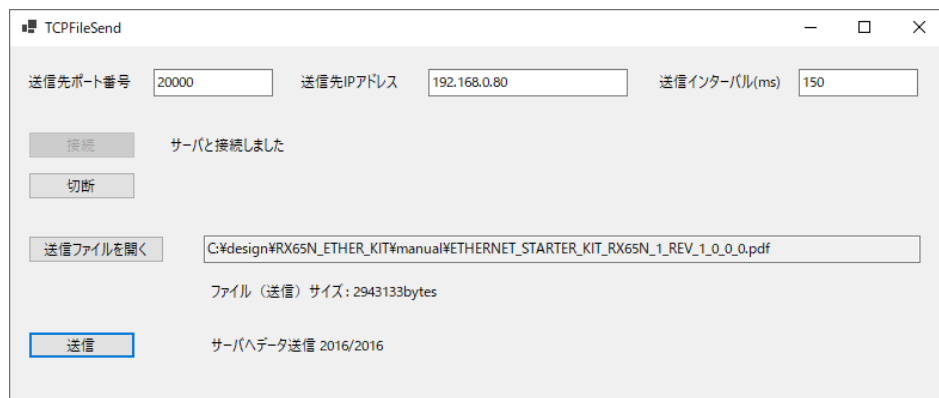 TCPFileSend
送信先ポート番号 20000 送信先IPアドレス 192.168.0.80 送信インターバル(ms) 150
接続 サーバと接続しました
切断
送信ファイルを開く C:¥design¥RX65N_ETHER_KIT¥manual¥ETHERNET_STARTER_KIT_RX65N_1_REV_1_0_0_0.pdf
ファイル（送信）サイズ : 2943133bytes
送信 サーバへデータ送信 2016/2016